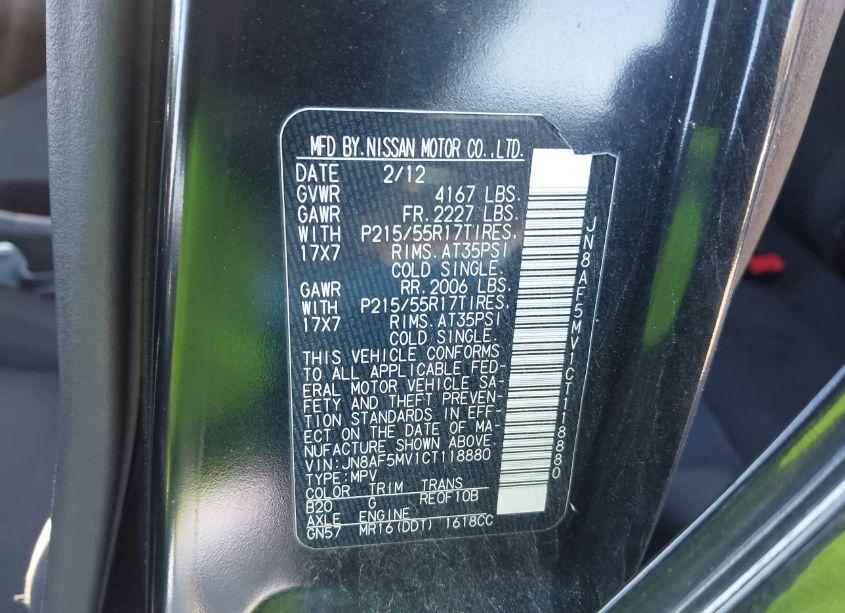 MFD BY.NISSAN MOTOR CO.,LTD.
DATE 2/12
GVWR 4167 LBS.
GAWR FR.2227 LBS.
WITH P215/55R17TIRES,
17X7 RIMS.AT35PSI
COLD SINGLE.
GAWR RR.2006 LBS.
WITH P215/55R17TIRES,
17X7 RIMS.AT35PSI
COLD SINGLE.
THIS VEHICLE CONFORMS
TO ALL APPLICABLE FED-
ERAL MOTOR VEHICLE SA-
FETY AND THEFT PREVEN-
TION STANDARDS IN EFF-
ECT ON THE DATE OF MA-
NUFACTURE SHOWN ABOVE.
VIN:JN8AF5MV1CT118880
TYPE:MPV
COLOR TRIM TRANS
B20 G RE0F10B
AXLE ENGINE
GN57 MR16(DDT) 1618CC
JN8AF5MV1CT118880